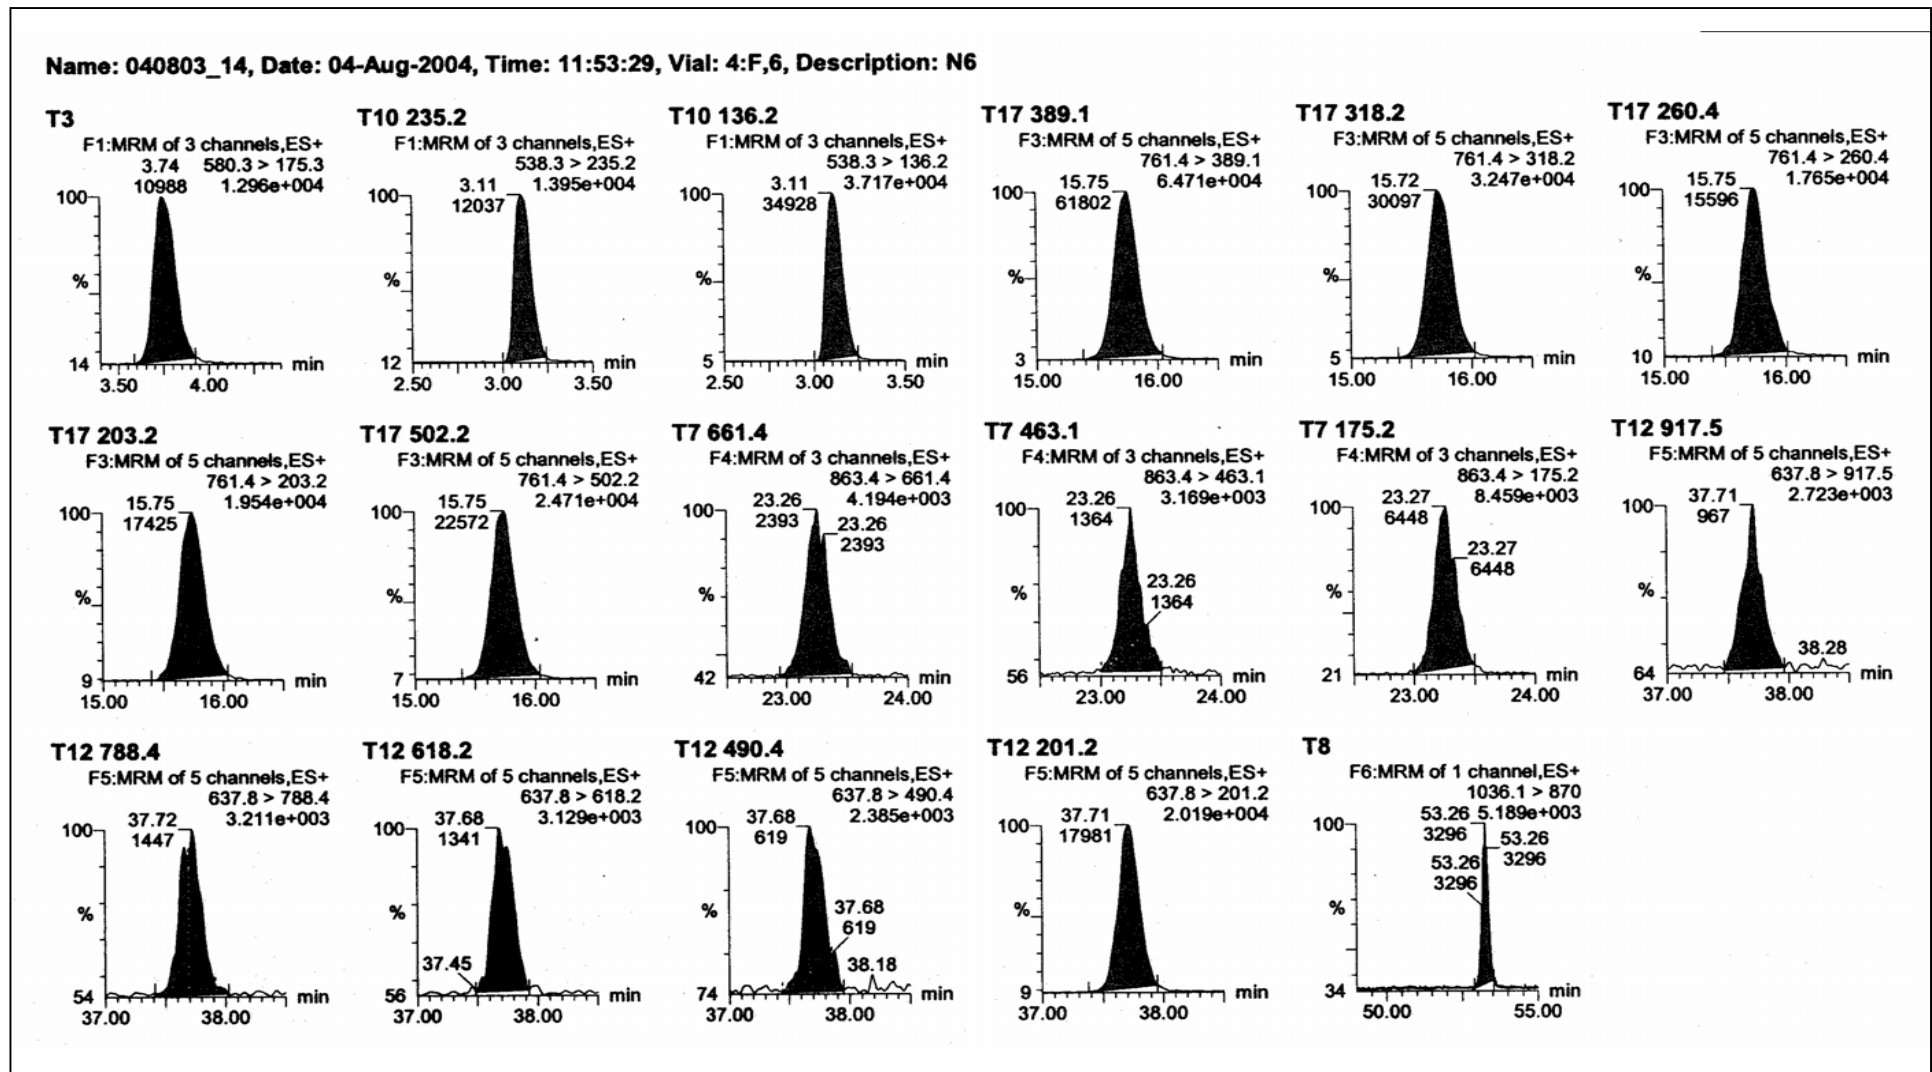 Name: 040803_14, Date: 04-Aug-2004, Time: 11:53:29, Vial: 4:F,6, Description: N6
T3
F1:MRM of 3 channels,ES+
3.74 580.3 > 175.3
10988 1.296e+004
100
%
14
min
3.50 4.00
T10 235.2
F1:MRM of 3 channels,ES+
538.3 > 235.2
3.11 1.395e+004
12037
100
%
12
min
2.50 3.00 3.50
T10 136.2
F1:MRM of 3 channels,ES+
538.3 > 136.2
3.11 3.717e+004
34928
100
%
5
min
2.50 3.00 3.50
T17 389.1
F3:MRM of 5 channels,ES+
761.4 > 389.1
15.75 6.471e+004
61802
100
%
3
min
15.00 16.00
T17 318.2
F3:MRM of 5 channels,ES+
761.4 > 318.2
15.72 3.247e+004
30097
100
%
5
min
15.00 16.00
T17 260.4
F3:MRM of 5 channels,ES+
761.4 > 260.4
15.75 1.765e+004
15596
100
%
10
min
15.00 16.00
T17 203.2
F3:MRM of 5 channels,ES+
761.4 > 203.2
15.75 1.954e+004
17425
100
%
9
min
15.00 16.00
T17 502.2
F3:MRM of 5 channels,ES+
761.4 > 502.2
15.75 2.471e+004
22572
100
%
7
min
15.00 16.00
T7 661.4
F4:MRM of 3 channels,ES+
863.4 > 661.4
23.26 4.194e+003
2393
100
23.26
2393
%
42
min
23.00 24.00
T7 463.1
F4:MRM of 3 channels,ES+
863.4 > 463.1
23.26 3.169e+003
1364
100
23.26
1364
%
56
min
23.00 24.00
T7 175.2
F4:MRM of 3 channels,ES+
863.4 > 175.2
23.27 8.459e+003
6448
100
23.27
6448
%
21
min
23.00 24.00
T12 917.5
F5:MRM of 5 channels,ES+
637.8 > 917.5
37.71 2.723e+003
967
100
%
38.28
64
min
37.00 38.00
T12 788.4
F5:MRM of 5 channels,ES+
637.8 > 788.4
37.72 3.211e+003
1447
100
%
54
min
37.00 38.00
T12 618.2
F5:MRM of 5 channels,ES+
637.8 > 618.2
37.68 3.129e+003
1341
100
%
37.45
56
min
37.00 38.00
T12 490.4
F5:MRM of 5 channels,ES+
637.8 > 490.4
37.68 2.385e+003
619
100
%
37.68
619
38.18
74
min
37.00 38.00
T12 201.2
F5:MRM of 5 channels,ES+
637.8 > 201.2
37.71 2.019e+004
17981
100
%
9
min
37.00 38.00
T8
F6:MRM of 1 channel,ES+
1036.1 > 870
53.26 5.189e+003
3296
100
53.26
3296
53.26
3296
%
34
min
50.00 55.00